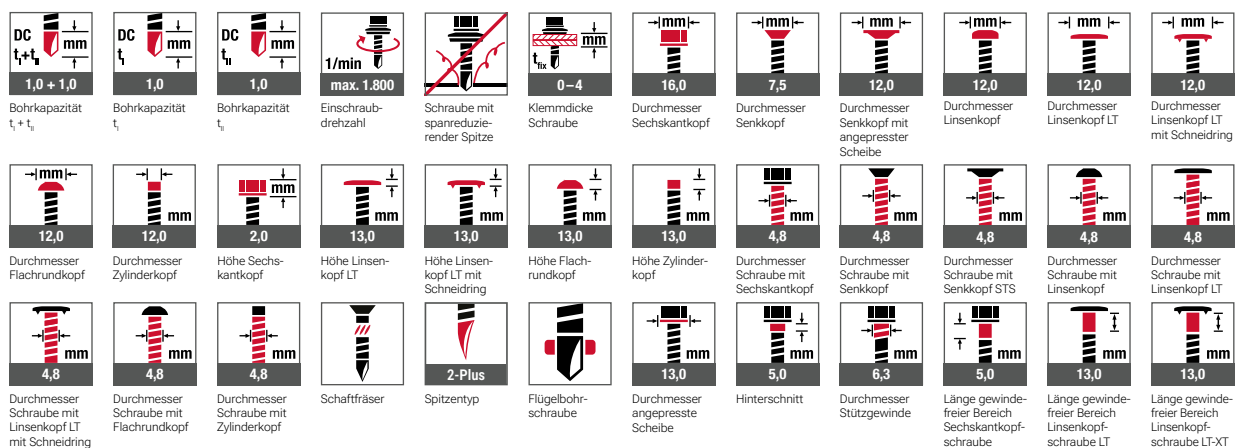 DC
tI+tII
mm
1,0 + 1,0
Bohrkapazität
tI + tII
DC
tI
mm
1,0
Bohrkapazität
tI
DC
tII
mm
1,0
Bohrkapazität
tII
1/min
max. 1.800
Einschraub-
drehzahl
Schraube mit
spanreduzie-
render Spitze
mm
tfix
0–4
Klemmdicke
Schraube
mm
16,0
Durchmesser
Sechskantkopf
mm
7,5
Durchmesser
Senkkopf
mm
12,0
Durchmesser
Senkkopf mit
angepresster
Scheibe
mm
12,0
Durchmesser
Linsenkopf
mm
12,0
Durchmesser
Linsenkopf LT
mm
12,0
Durchmesser
Linsenkopf LT
mit Schneidring
mm
12,0
Durchmesser
Flachrundkopf
mm
12,0
Durchmesser
Zylinderkopf
mm
2,0
Höhe Sechs-
kantkopf
mm
13,0
Höhe Linsen-
kopf LT
mm
13,0
Höhe Linsen-
kopf LT mit
Schneidring
mm
13,0
Höhe Flach-
rundkopf
mm
13,0
Höhe Zylinder-
kopf
mm
4,8
Durchmesser
Schraube mit
Sechskantkopf
mm
4,8
Durchmesser
Schraube mit
Senkkopf
mm
4,8
Durchmesser
Schraube mit
Senkkopf STS
mm
4,8
Durchmesser
Schraube mit
Linsenkopf
mm
4,8
Durchmesser
Schraube mit
Linsenkopf LT
mm
4,8
Durchmesser
Schraube mit
Linsenkopf LT
mit Schneidring
mm
4,8
Durchmesser
Schraube mit
Flachrundkopf
mm
4,8
Durchmesser
Schraube mit
Zylinderkopf
Schaftfräser
2-Plus
Spitzentyp
Flügelbohr-
schraube
mm
13,0
Durchmesser
angepresste
Scheibe
mm
5,0
Hinterschnitt
mm
6,3
Durchmesser
Stützgewinde
mm
5,0
Länge gewinde-
freier Bereich
Sechskantkopf-
schraube
mm
13,0
Länge gewinde-
freier Bereich
Linsenkopf-
schraube LT
mm
13,0
Länge gewinde-
freier Bereich
Linsenkopf-
schraube LT-XT